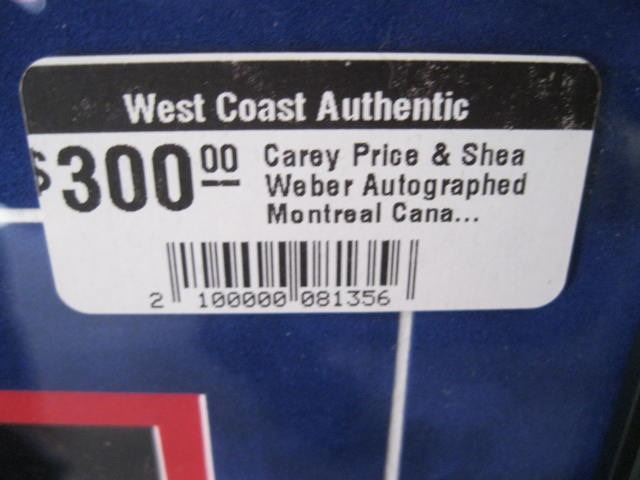 West Coast Authentic
$300 00
Carey Price & Shea
Weber Autographed
Montreal Cana...
2 100000 081356